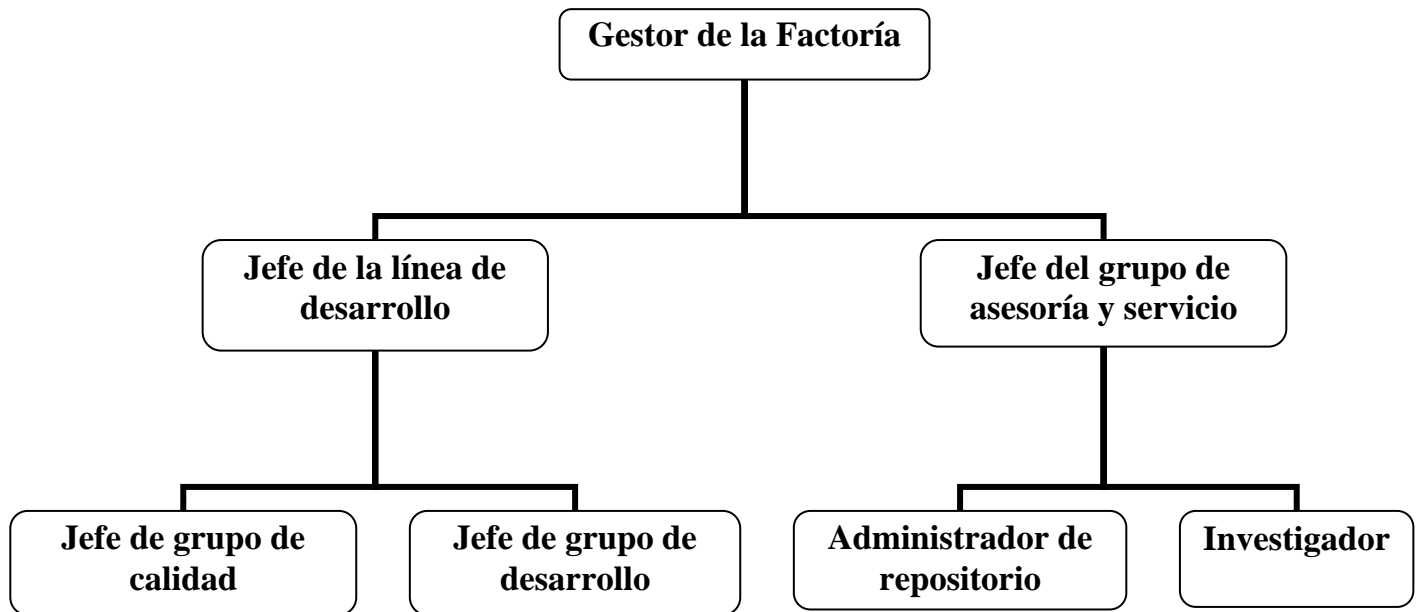 Gestor de la Factoría
Jefe de la línea de
desarrollo
Jefe del grupo de
asesoría y servicio
Jefe de grupo de
calidad
Jefe de grupo de
desarrollo
Administrador de
repositorio
Investigador